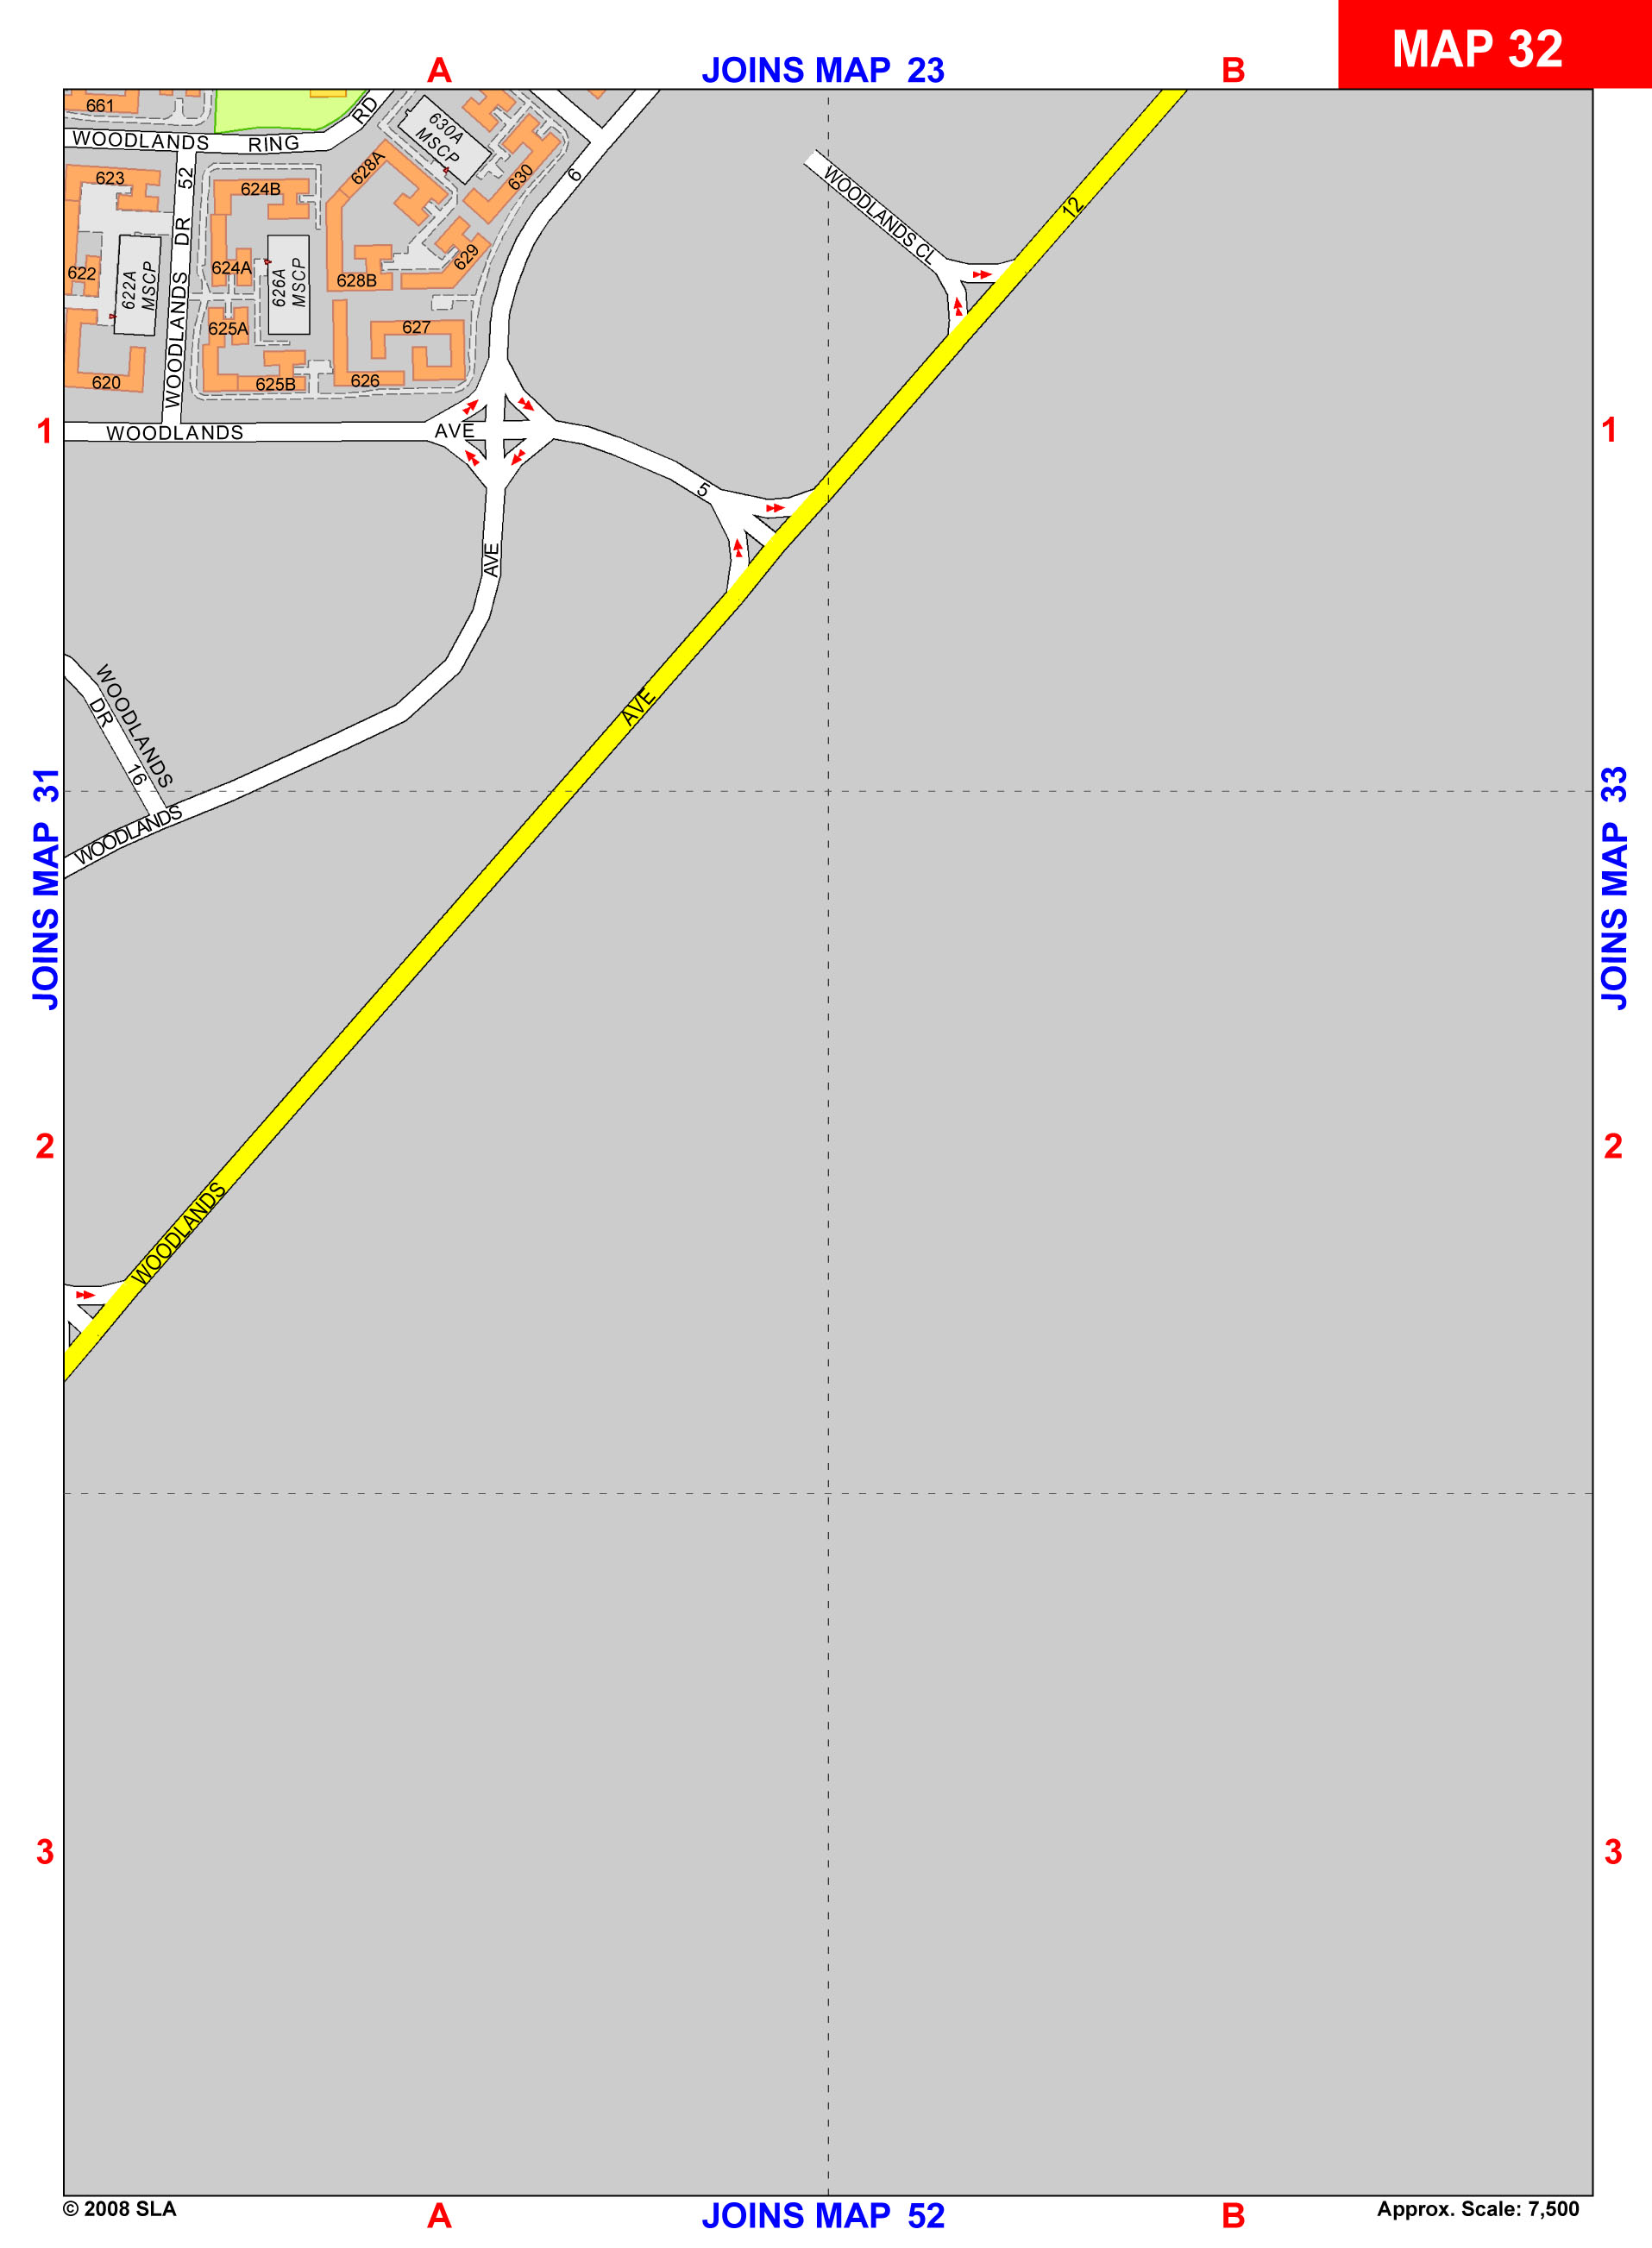 MAP 32
A
JOINS MAP 23
B
661
WOODLANDS
RING
RD
630A
MSCP
628A
623
52
624B
630
6
WOODLANDS CL
12
DR
622
622A
MSCP
624A
626A
MSCP
628B
629
WOODLANDS
625A
627
620
625B
626
1
WOODLANDS
AVE
1
5
AVE
WOODLANDS
DR
16
AVE
JOINS MAP 31
JOINS MAP 33
WOODLANDS
2
2
WOODLANDS
3
3
© 2008 SLA
A
JOINS MAP 52
B
Approx. Scale: 7,500